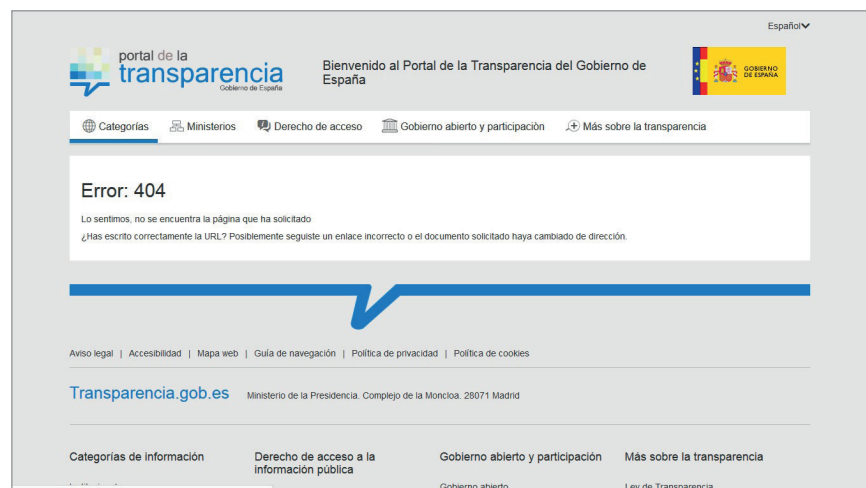 Español
portal de la
transparencia
Gobierno de España
Bienvenido al Portal de la Transparencia del Gobierno de
España
GOBIERNO
DE ESPAÑA
Categorías Ministerios Derecho de acceso Gobierno abierto y participación Más sobre la transparencia
Error: 404
Lo sentimos, no se encuentra la página que ha solicitado
¿Has escrito correctamente la URL? Posiblemente seguiste un enlace incorrecto o el documento solicitado haya cambiado de dirección.
Aviso legal | Accesibilidad | Mapa web | Guía de navegación | Política de privacidad | Política de cookies
Transparencia.gob.es Ministerio de la Presidencia. Complejo de la Moncloa. 28071 Madrid
Categorías de información Derecho de acceso a la Gobierno abierto y participación Más sobre la transparencia
información pública
Gobierno abierto Ley de Transparencia